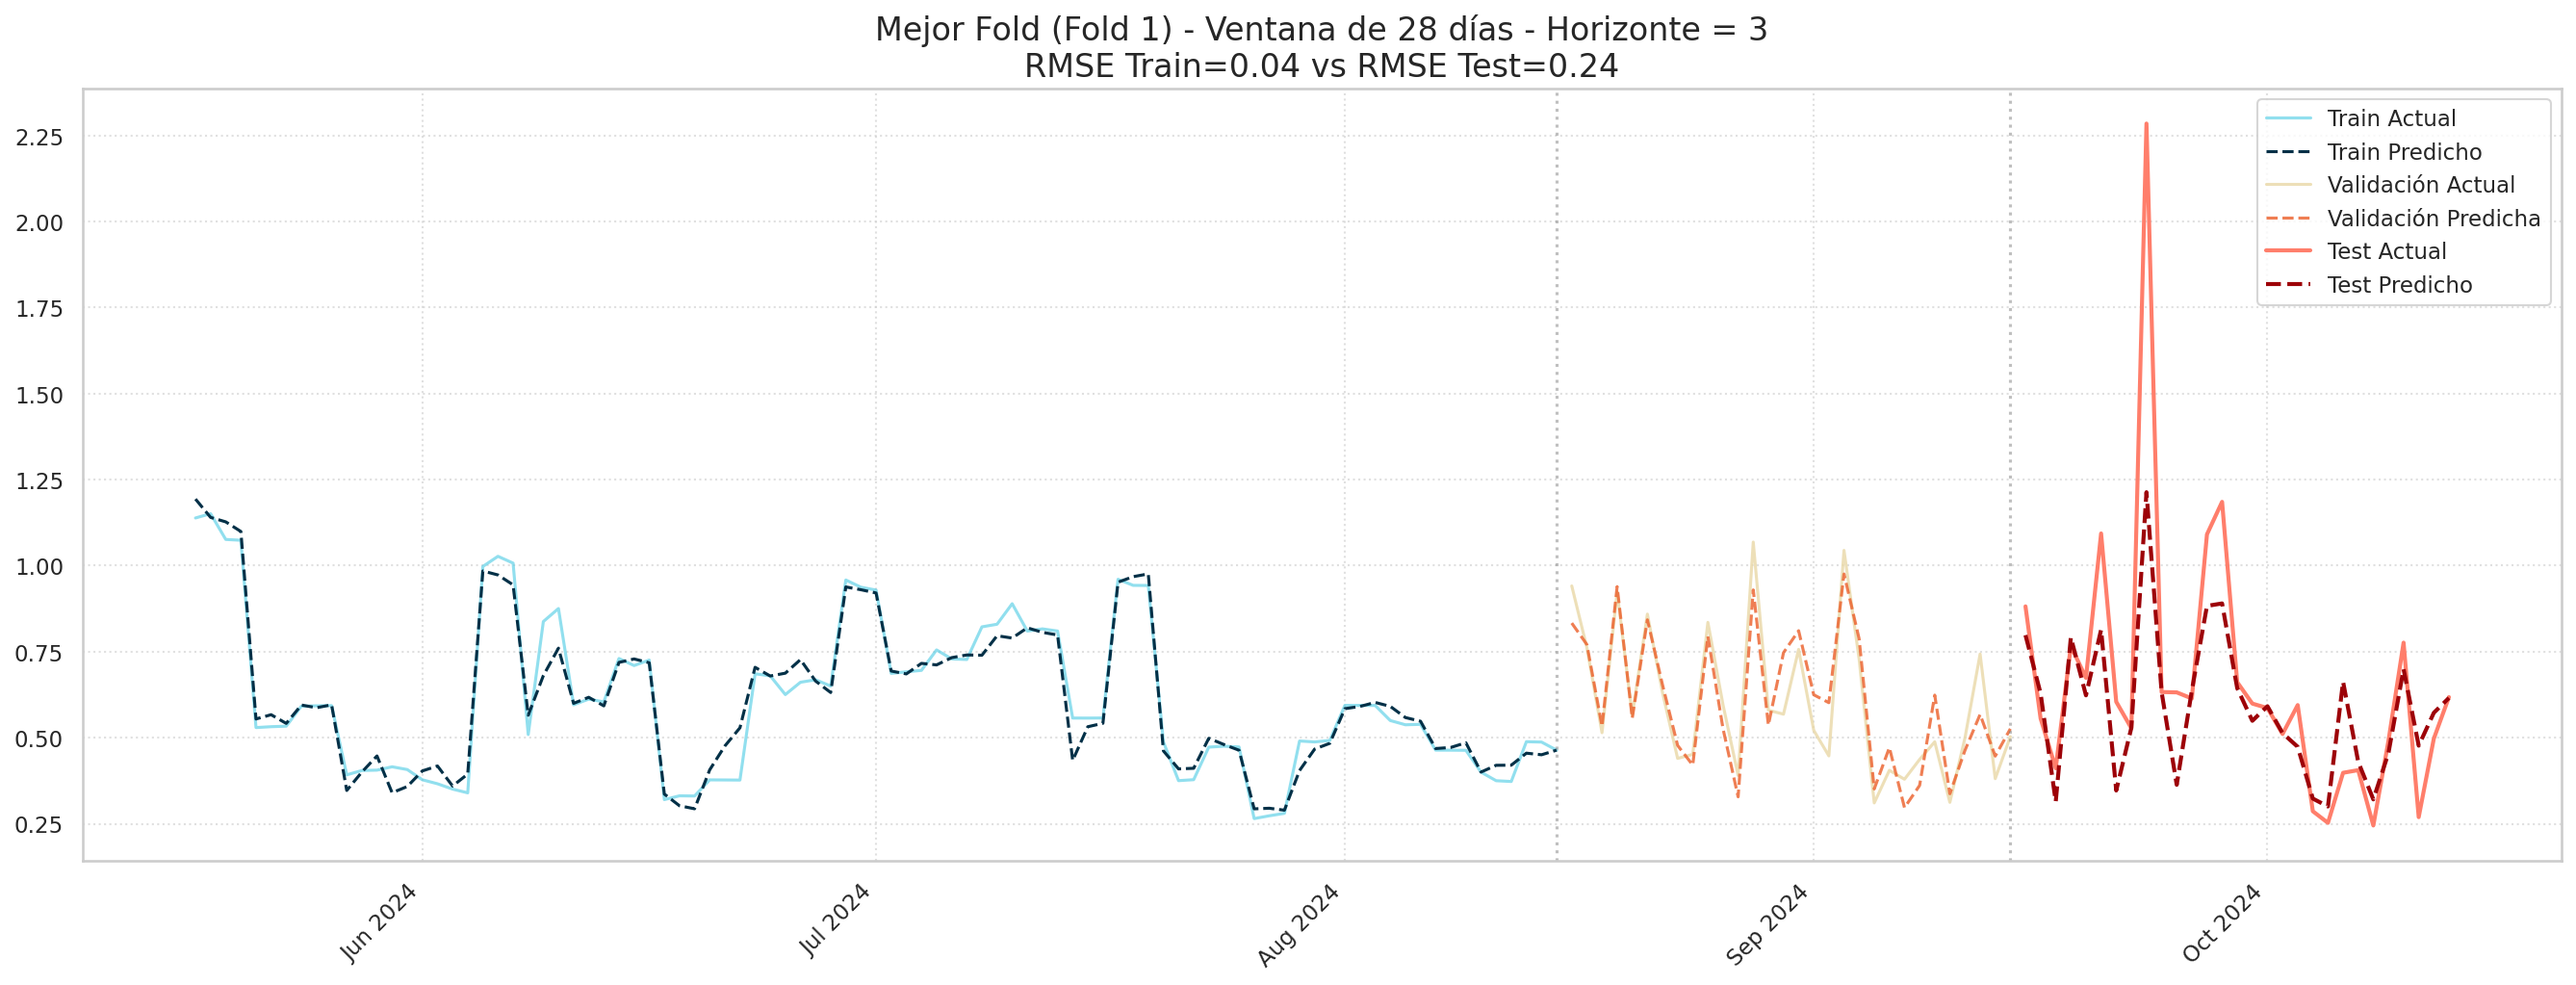 Mejor Fold (Fold 1) - Ventana de 28 días - Horizonte = 3
RMSE Train=0.04 vs RMSE Test=0.24
2.25
2.00
1.75
1.50
1.25
1.00
0.75
0.50
0.25
Train Actual
Train Predicho
Validación Actual
Validación Predicha
Test Actual
Test Predicho
Jun 2024
Jul 2024
Aug 2024
Sep 2024
Oct 2024